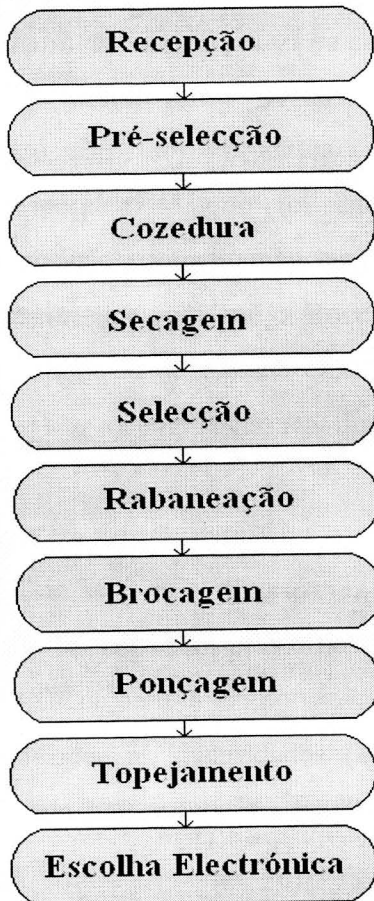 Recepção
Pré-selecção
Cozedura
Secagem
Selecção
Rabaneação
Brocagem
Ponçagem
Topejamento
Escolha Electrónica